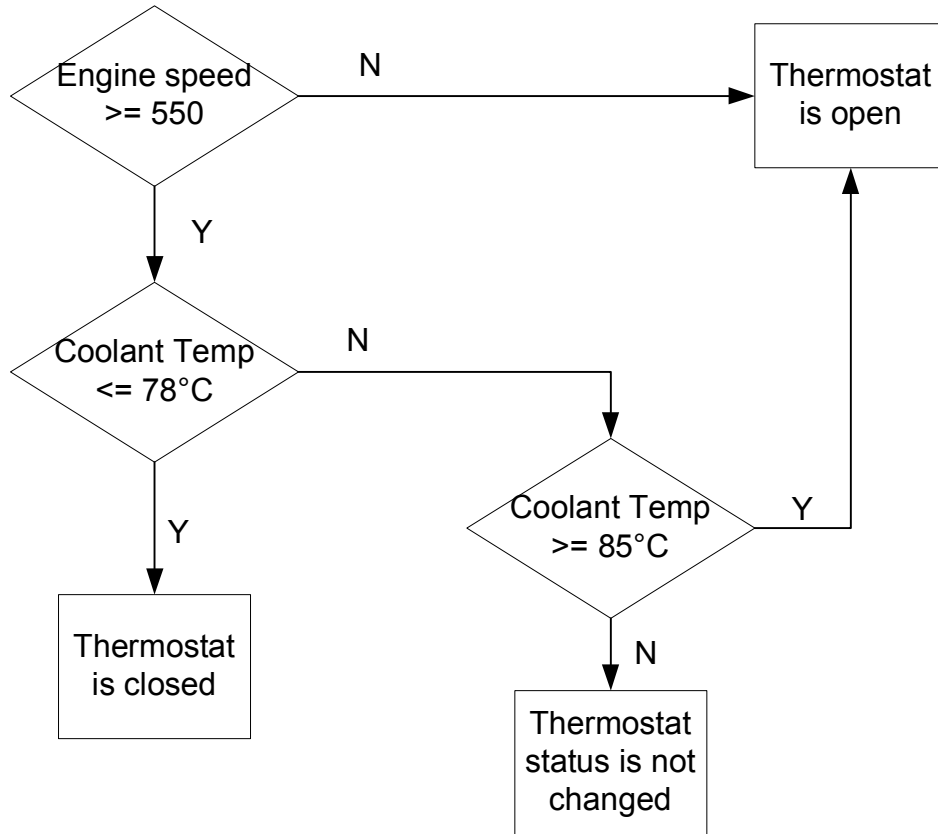 Engine speed
>= 550
N
Thermostat
is open
Y
Coolant Temp
<= 78°C
N
Coolant Temp
>= 85°C
Y
Y
Thermostat
is closed
N
Thermostat
status is not
changed